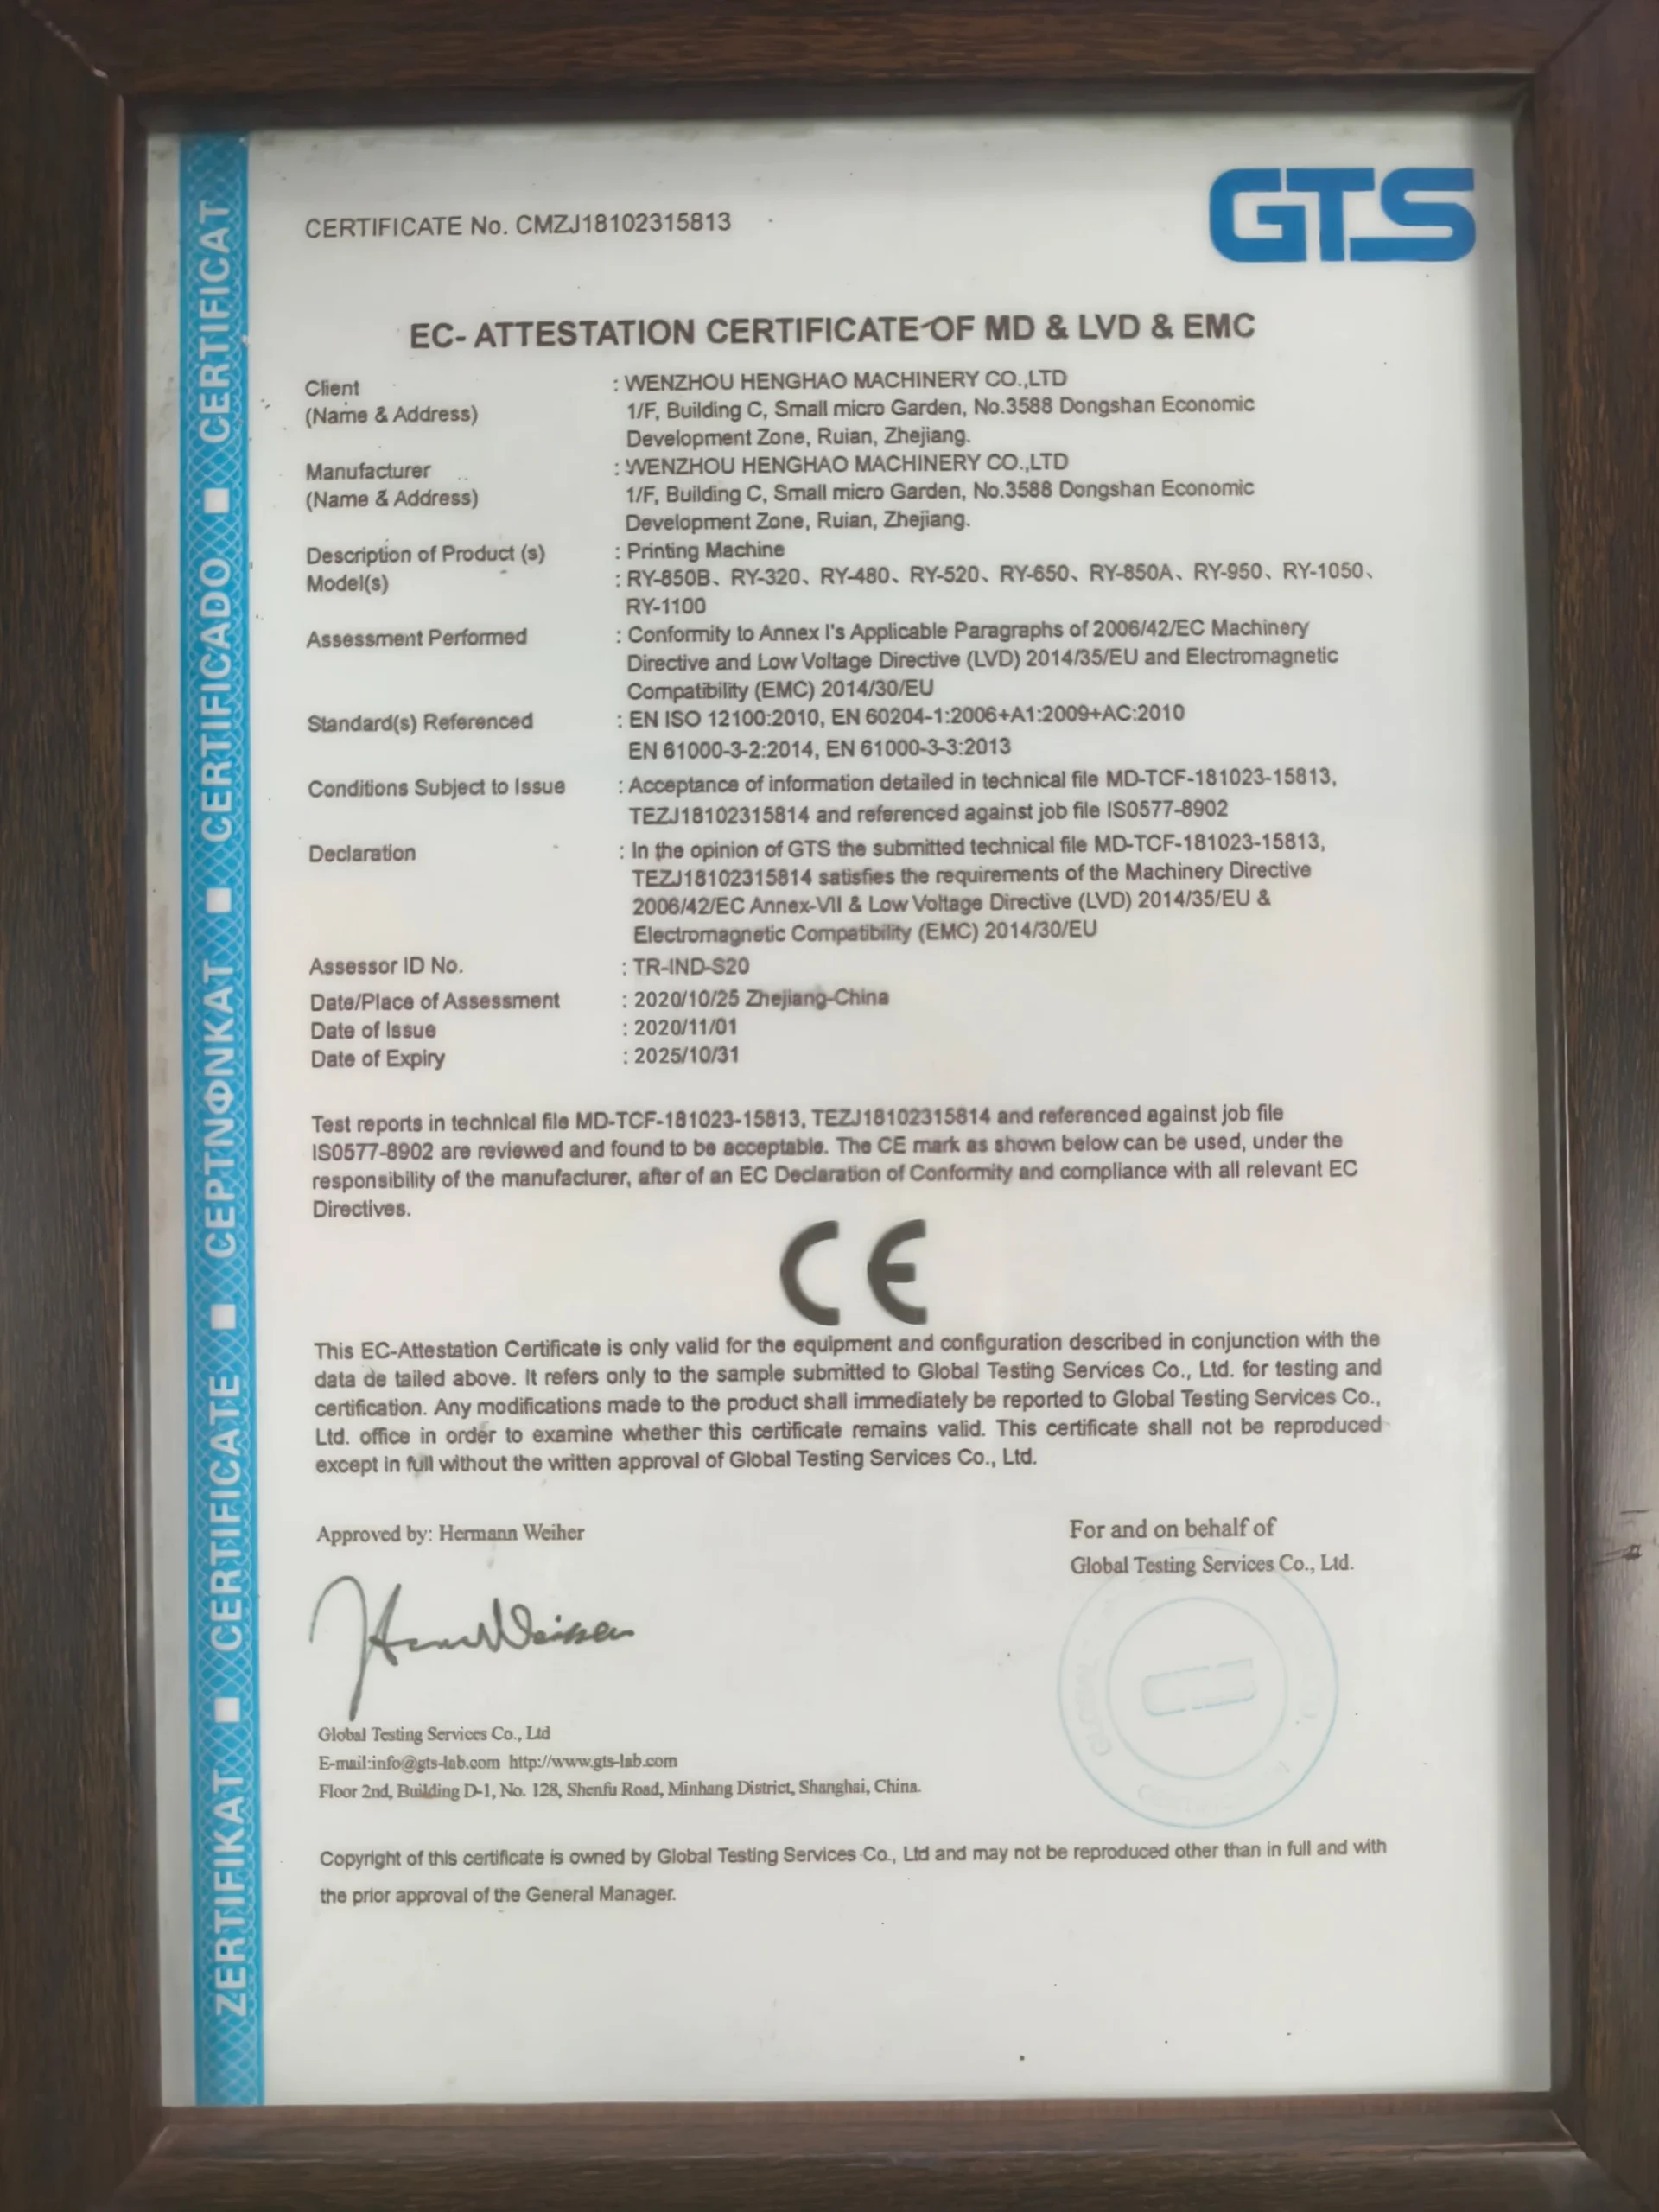 GTS
CERTIFICATE No. CMZJ18102315813
EC- ATTESTATION CERTIFICATE OF MD & LVD & EMC
Client : WENZHOU HENGHAO MACHINERY CO.,LTD
(Name & Address) 1/F, Building C, Small micro Garden, No.3588 Dongshan Economic
Development Zone, Ruian, Zhejiang.
Manufacturer : WENZHOU HENGHAO MACHINERY CO.,LTD
(Name & Address) 1/F, Building C, Small micro Garden, No.3588 Dongshan Economic
Development Zone, Ruian, Zhejiang.
Description of Product (s) : Printing Machine
Model(s) : RY-850B、RY-320、RY-480、RY-520、RY-650、RY-850A、RY-950、RY-1050、
RY-1100
Assessment Performed : Conformity to Annex I's Applicable Paragraphs of 2006/42/EC Machinery
Directive and Low Voltage Directive (LVD) 2014/35/EU and Electromagnetic
Compatibility (EMC) 2014/30/EU
Standard(s) Referenced : EN ISO 12100:2010, EN 60204-1:2006+A1:2009+AC:2010
EN 61000-3-2:2014, EN 61000-3-3:2013
Conditions Subject to Issue : Acceptance of information detailed in technical file MD-TCF-181023-15813,
TEZJ18102315814 and referenced against job file IS0577-8902
Declaration : In the opinion of GTS the submitted technical file MD-TCF-181023-15813,
TEZJ18102315814 satisfies the requirements of the Machinery Directive
2006/42/EC Annex-VII & Low Voltage Directive (LVD) 2014/35/EU &
Electromagnetic Compatibility (EMC) 2014/30/EU
Assessor ID No. : TR-IND-S20
Date/Place of Assessment : 2020/10/25 Zhejiang-China
Date of Issue : 2020/11/01
Date of Expiry : 2025/10/31
Test reports in technical file MD-TCF-181023-15813, TEZJ18102315814 and referenced against job file
IS0577-8902 are reviewed and found to be acceptable. The CE mark as shown below can be used, under the
responsibility of the manufacturer, after of an EC Declaration of Conformity and compliance with all relevant EC
Directives.
CE
This EC-Attestation Certificate is only valid for the equipment and configuration described in conjunction with the
data de tailed above. It refers only to the sample submitted to Global Testing Services Co., Ltd. for testing and
certification. Any modifications made to the product shall immediately be reported to Global Testing Services Co.,
Ltd. office in order to examine whether this certificate remains valid. This certificate shall not be reproduced
except in full without the written approval of Global Testing Services Co., Ltd.
Approved by: Hermann Weiher
For and on behalf of
Global Testing Services Co., Ltd.
Global Testing Services Co., Ltd
E-mail:info@gts-lab.com http://www.gts-lab.com
Floor 2nd, Building D-1, No. 128, Shenfu Road, Minhang District, Shanghai, China.
Copyright of this certificate is owned by Global Testing Services Co., Ltd and may not be reproduced other than in full and with
the prior approval of the General Manager.
ZERTIFIKAT ■ CERTIFICATE ■ CEPTNФNKAT ■ CERTIFICADO ■ CERTIFICAT